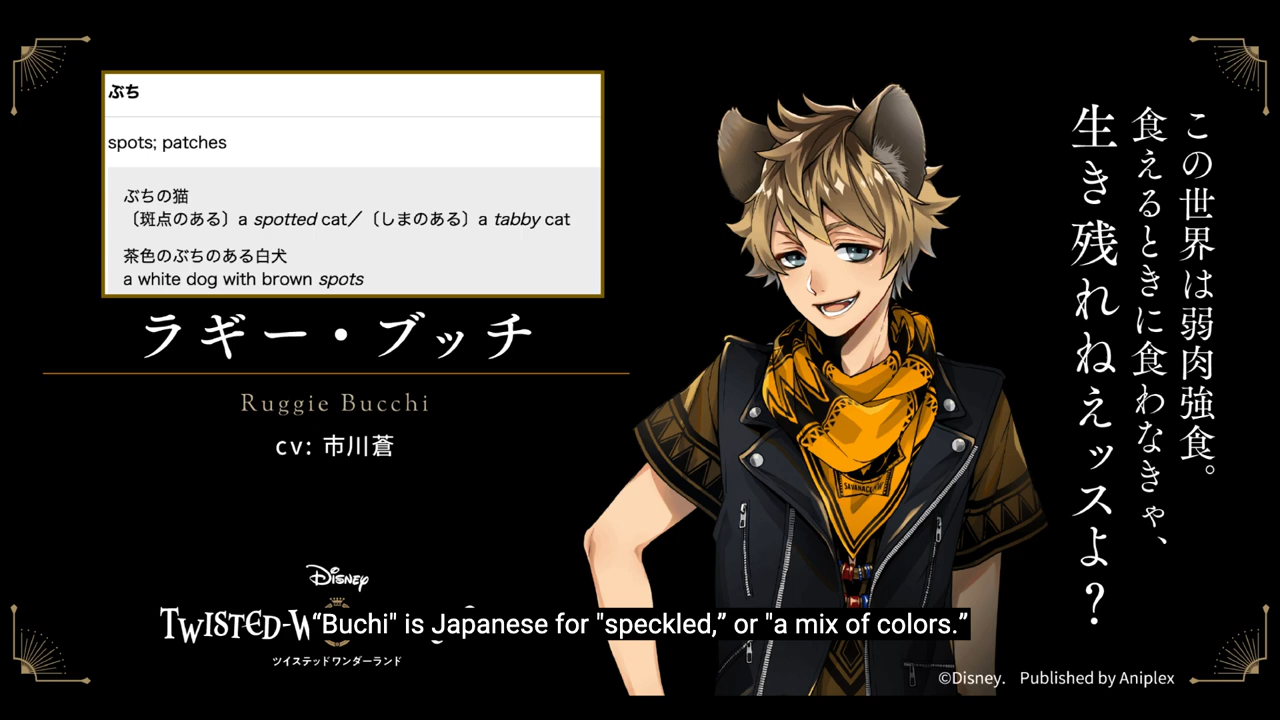 ぶち
spots; patches
ぶちの猫
〔斑点のある〕a spotted cat／〔しまのある〕a tabby cat
茶色のぶちのある白犬
a white dog with brown spots
ラギー・ブッチ
Ruggie Bucchi
cv: 市川蒼
この世界は弱肉強食。
食えるときに食わなきゃ、
生き残れねえッスよ？
Disney
TWISTED-W
“Buchi" is Japanese for "speckled,” or "a mix of colors.”
ツイステッドワンダーランド
©Disney. Published by Aniplex